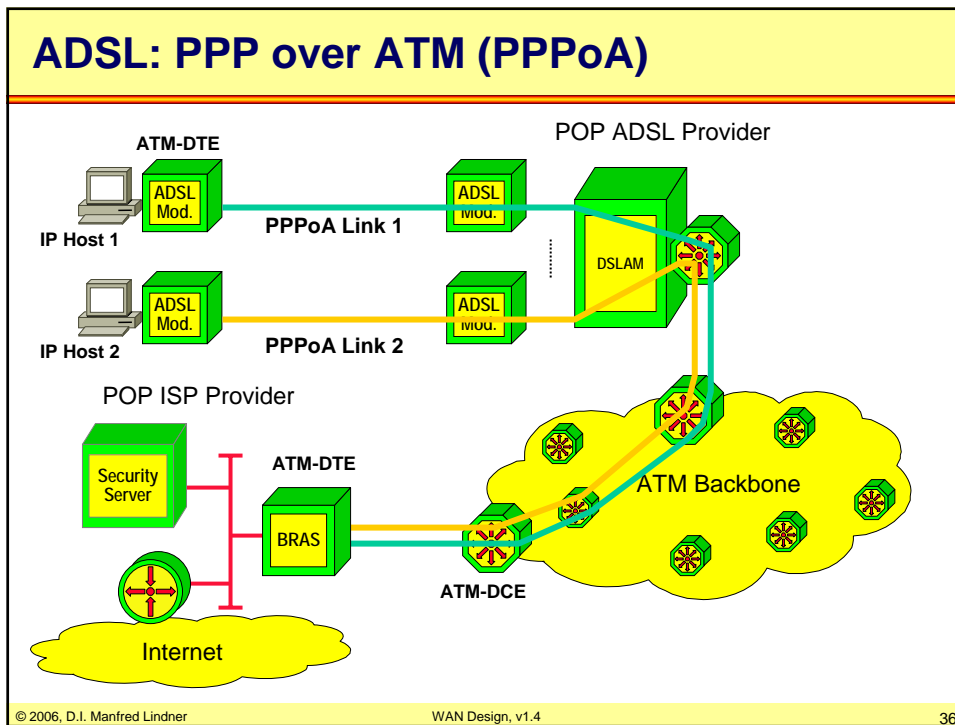 ADSL: PPP over ATM (PPPoA)
POP ADSL Provider
ATM-DTE
ADSL
Mod.
ADSL
Mod.
PPPoA Link 1
IP Host 1
DSLAM
ADSL
Mod.
ADSL
Mod.
PPPoA Link 2
IP Host 2
POP ISP Provider
ATM-DTE
Security
Server
BRAS
ATM Backbone
ATM-DCE
Internet
© 2006, D.I. Manfred Lindner
WAN Design, v1.4
36